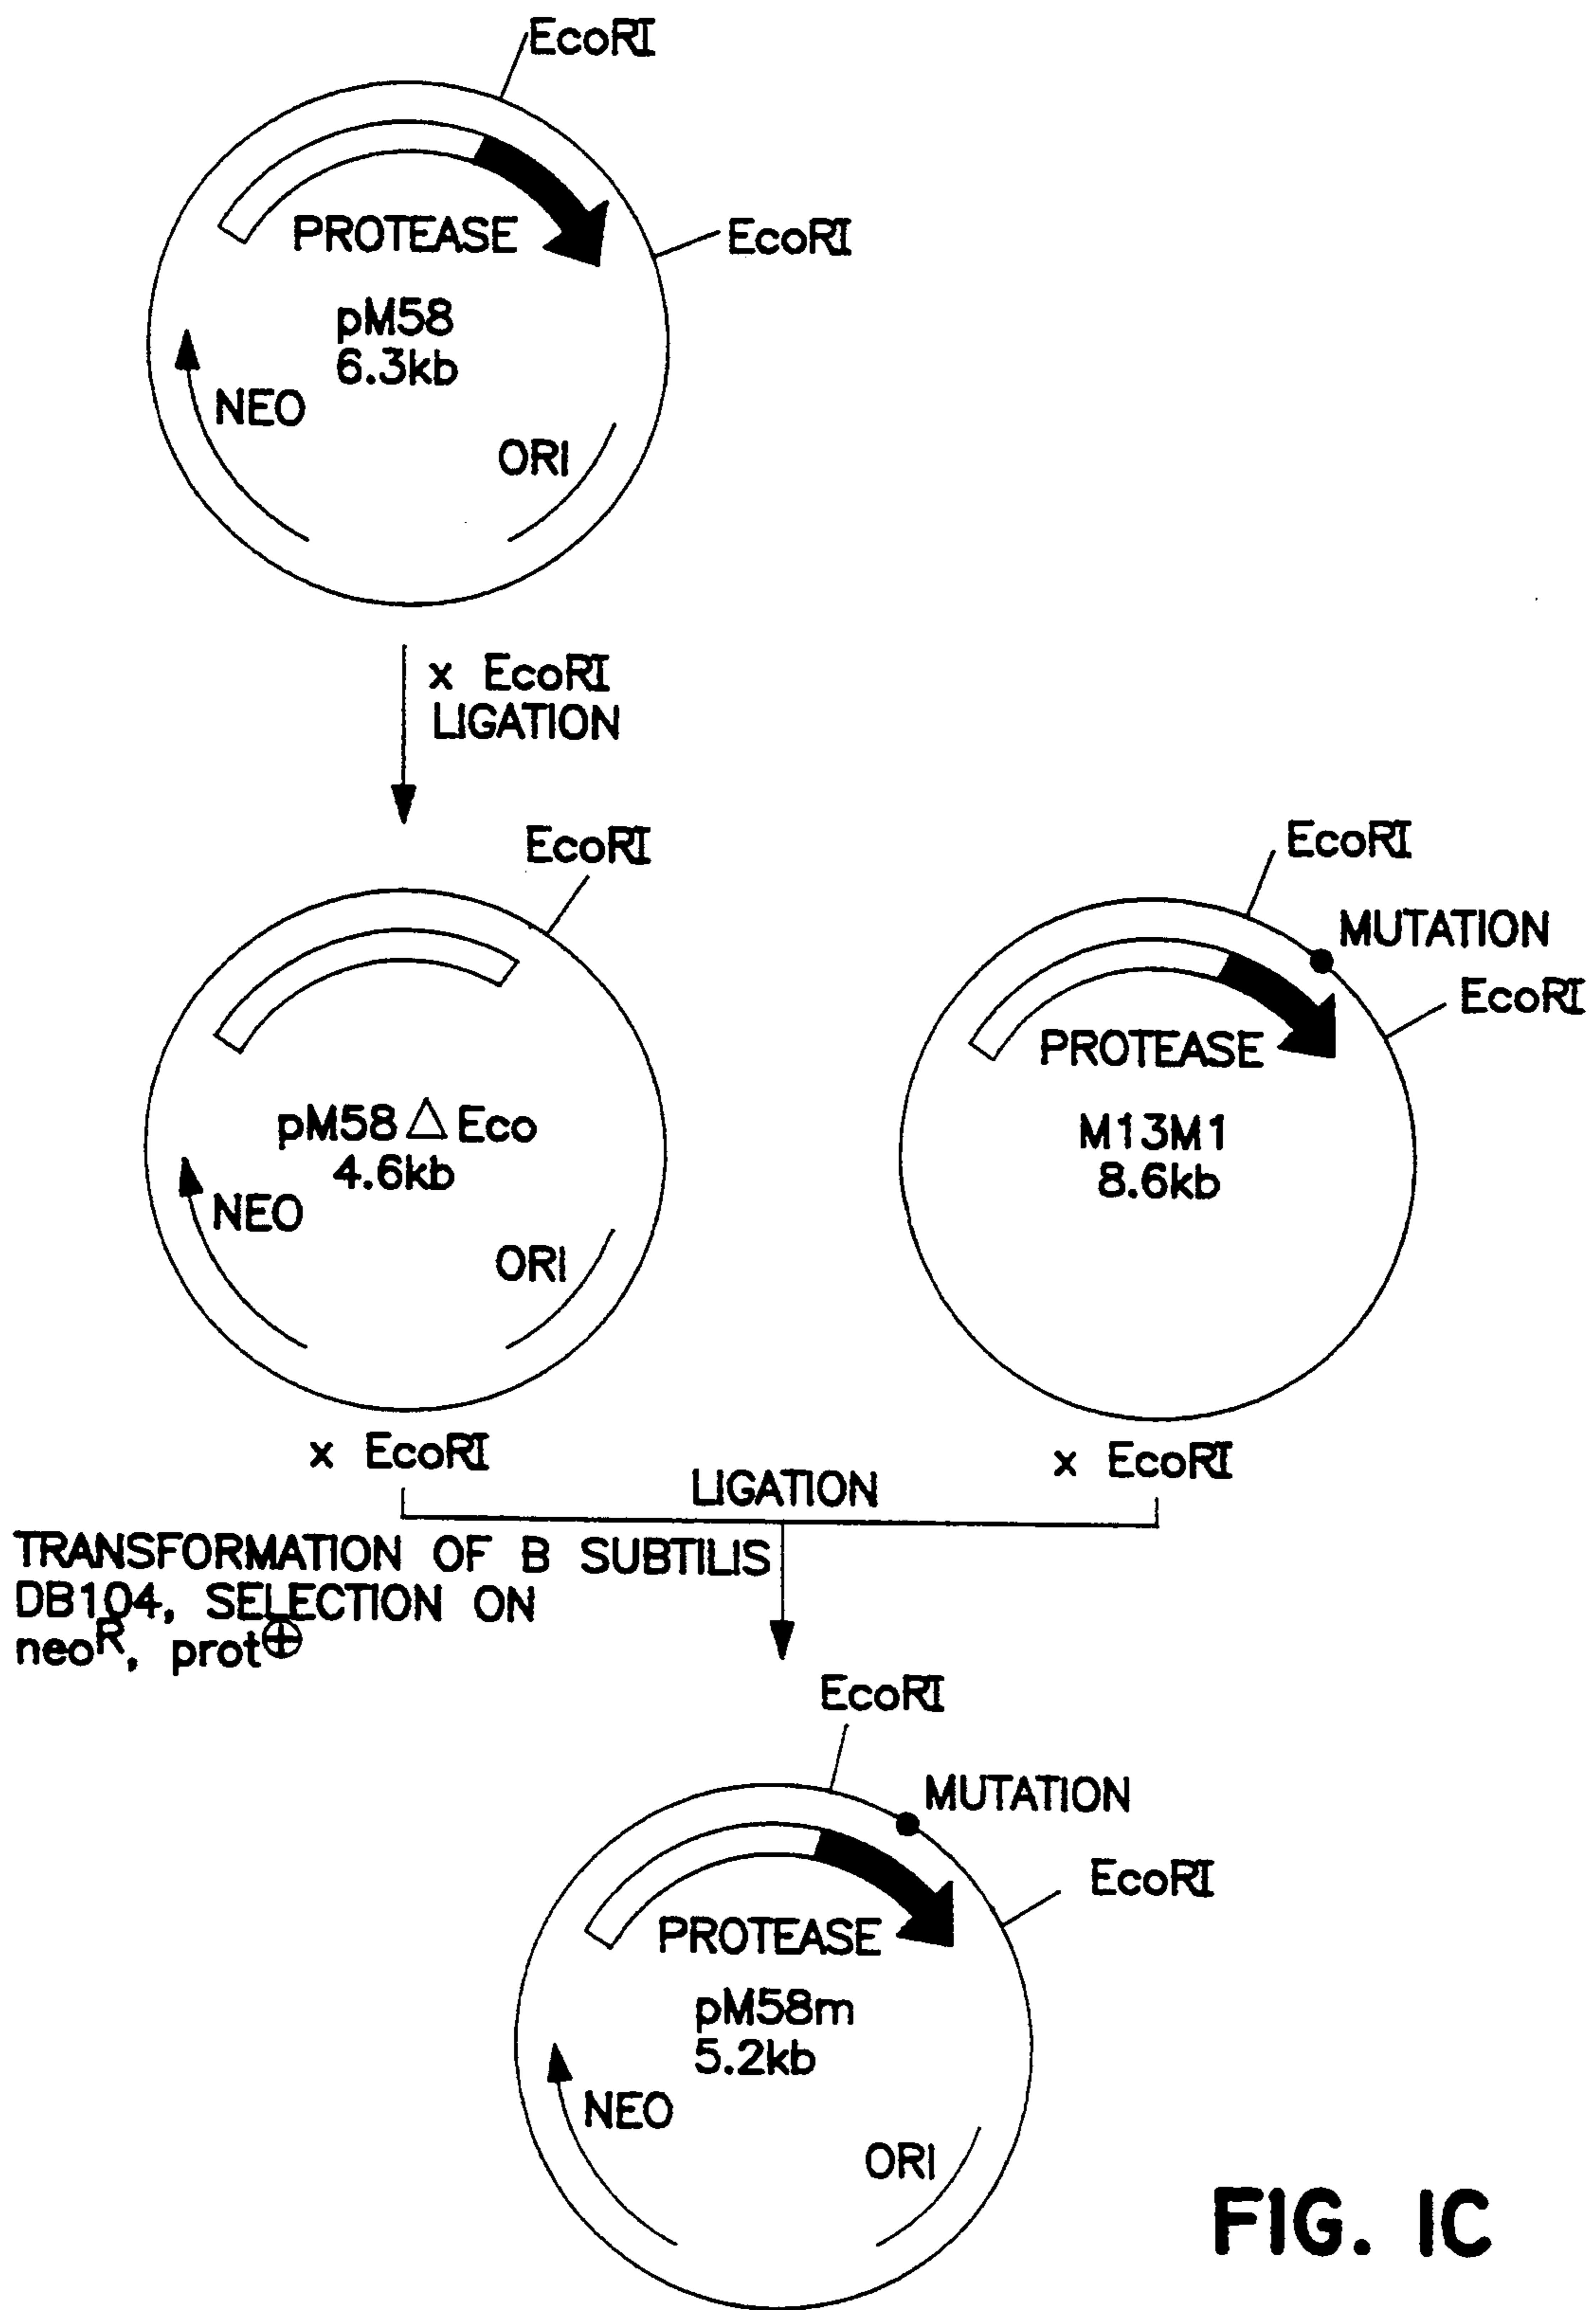 EcoRI
EcoRI
PROTEASE
pM58
6.3kb
NEO
ORI
x EcoRI
LIGATION
EcoRI
pM58 △ Eco
4.6kb
NEO
ORI
x EcoRI
EcoRI
MUTATION
EcoRI
PROTEASE
M13M1
8.6kb
x EcoRI
LIGATION
TRANSFORMATION OF B SUBTILIS
DB104, SELECTION ON
neoᴿ, prot⊕
EcoRI
MUTATION
EcoRI
PROTEASE
pM58m
5.2kb
NEO
ORI
FIG. 1C